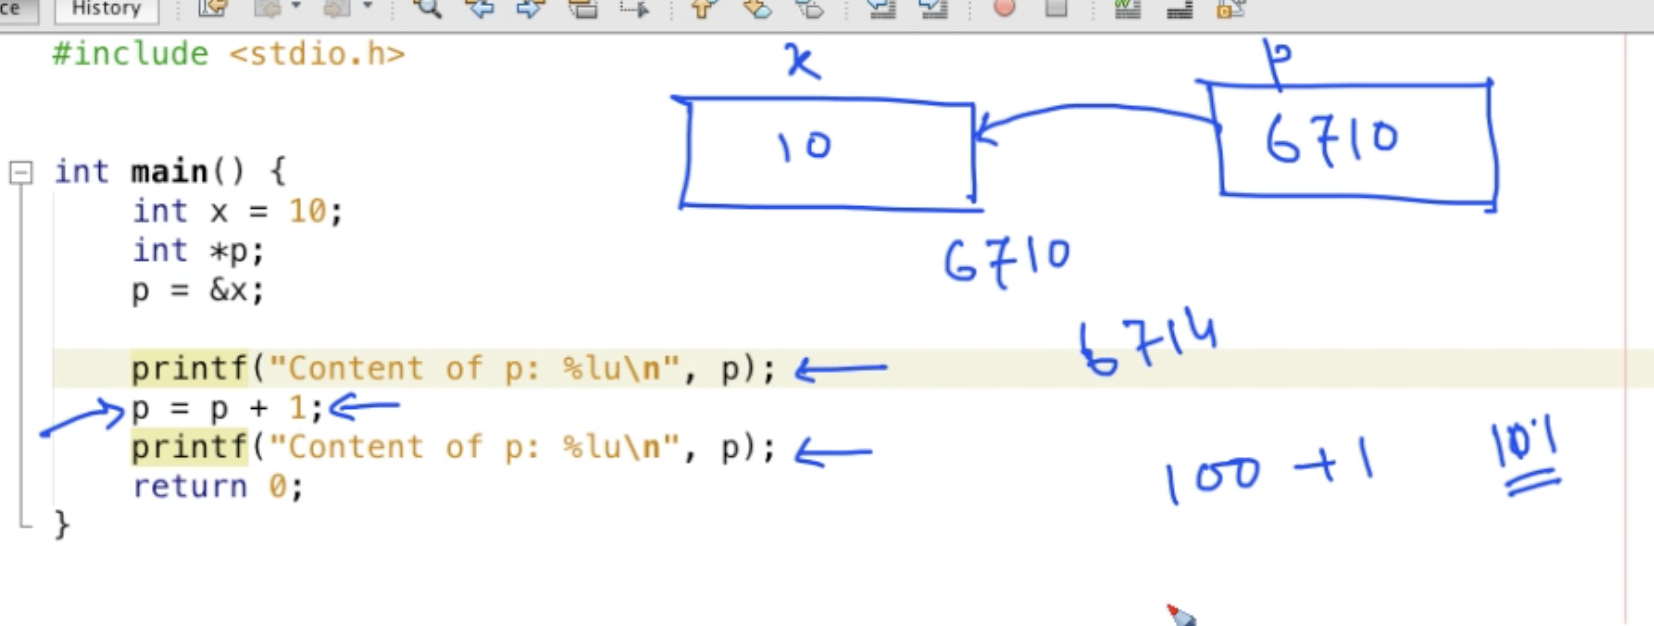 ce History
#include <stdio.h>
x
p
10
6710
int main() {
int x = 10;
int *p;
p = &x;
6710
6714
printf("Content of p: %lu\n", p);
p = p + 1;
printf("Content of p: %lu\n", p);
100 + 1 101
return 0;
}